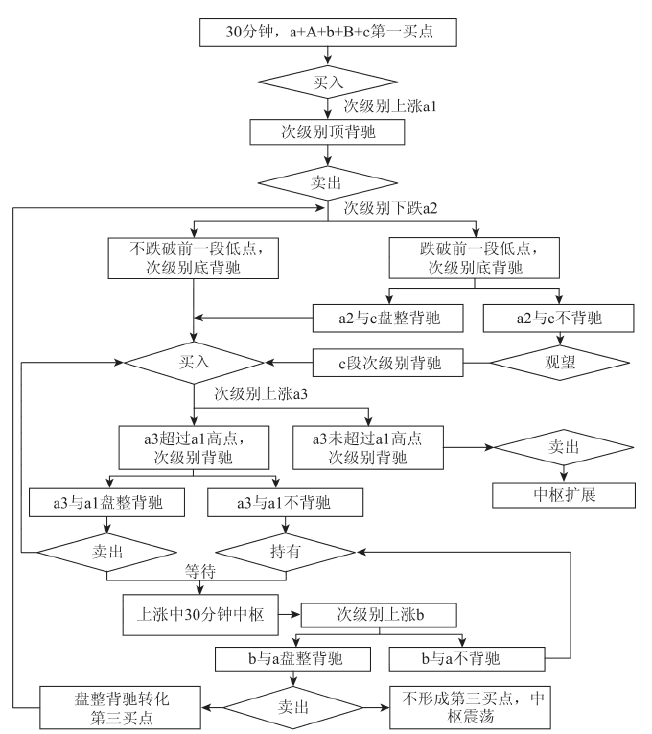 30分钟，a+A+b+B+c第一买点
买入
次级别上涨a1
次级别顶背驰
卖出
次级别下跌a2
不跌破前一段低点，
次级别底背驰
跌破前一段低点，
次级别底背驰
a2与c盘整背驰
a2与c不背驰
买入
c段次级别背驰
观望
次级别上涨a3
a3超过a1高点，
次级别背驰
a3未超过a1高点
次级别背驰
卖出
a3与a1盘整背驰
a3与a1不背驰
中枢扩展
卖出
持有
等待
上涨中30分钟中枢
次级别上涨b
b与a盘整背驰
b与a不背驰
盘整背驰转化
第三买点
卖出
不形成第三买点，中
枢震荡